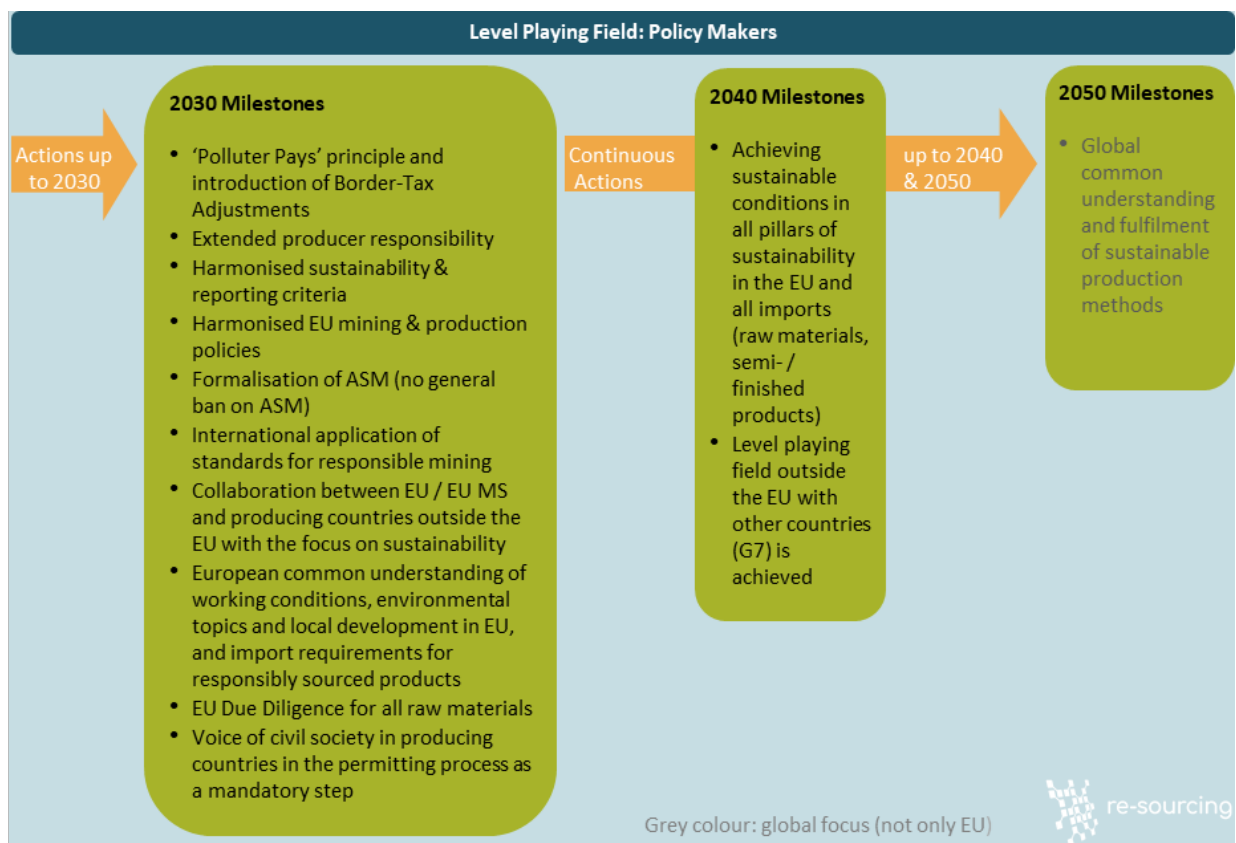 Level Playing Field: Policy Makers
Actions up
to 2030
2030 Milestones
• ‘Polluter Pays’ principle and
introduction of Border-Tax
Adjustments
• Extended producer responsibility
• Harmonised sustainability &
reporting criteria
• Harmonised EU mining & production
policies
• Formalisation of ASM (no general
ban on ASM)
• International application of
standards for responsible mining
• Collaboration between EU / EU MS
and producing countries outside the
EU with the focus on sustainability
• European common understanding of
working conditions, environmental
topics and local development in EU,
and import requirements for
responsibly sourced products
• EU Due Diligence for all raw materials
• Voice of civil society in producing
countries in the permitting process as
a mandatory step
Continuous
Actions
2040 Milestones
• Achieving
sustainable
conditions in
all pillars of
sustainability
in the EU and
all imports
(raw materials,
semi- /
finished
products)
• Level playing
field outside
the EU with
other countries
(G7) is
achieved
up to 2040
& 2050
2050 Milestones
• Global
common
understanding
and fulfilment
of sustainable
production
methods
Grey colour: global focus (not only EU)
re-sourcing